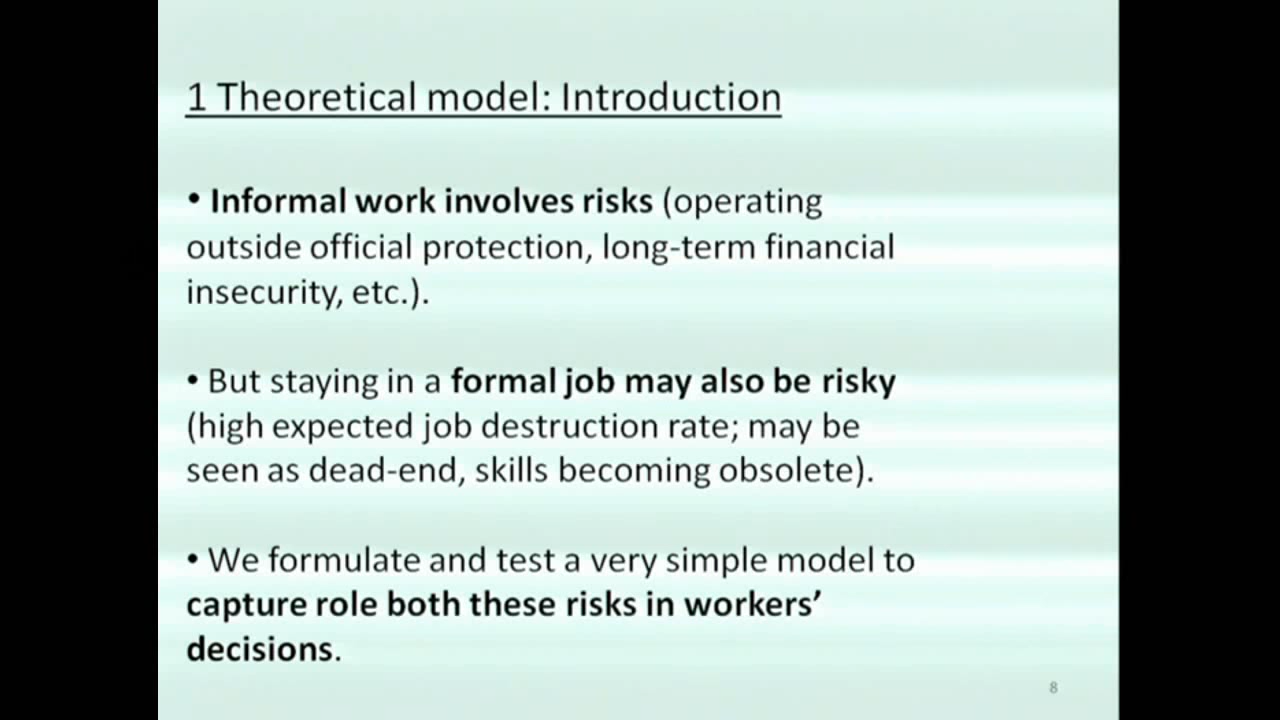 1 Theoretical model: Introduction
• Informal work involves risks (operating
outside official protection, long-term financial
insecurity, etc.).
• But staying in a formal job may also be risky
(high expected job destruction rate; may be
seen as dead-end, skills becoming obsolete).
• We formulate and test a very simple model to
capture role both these risks in workers’
decisions.
8